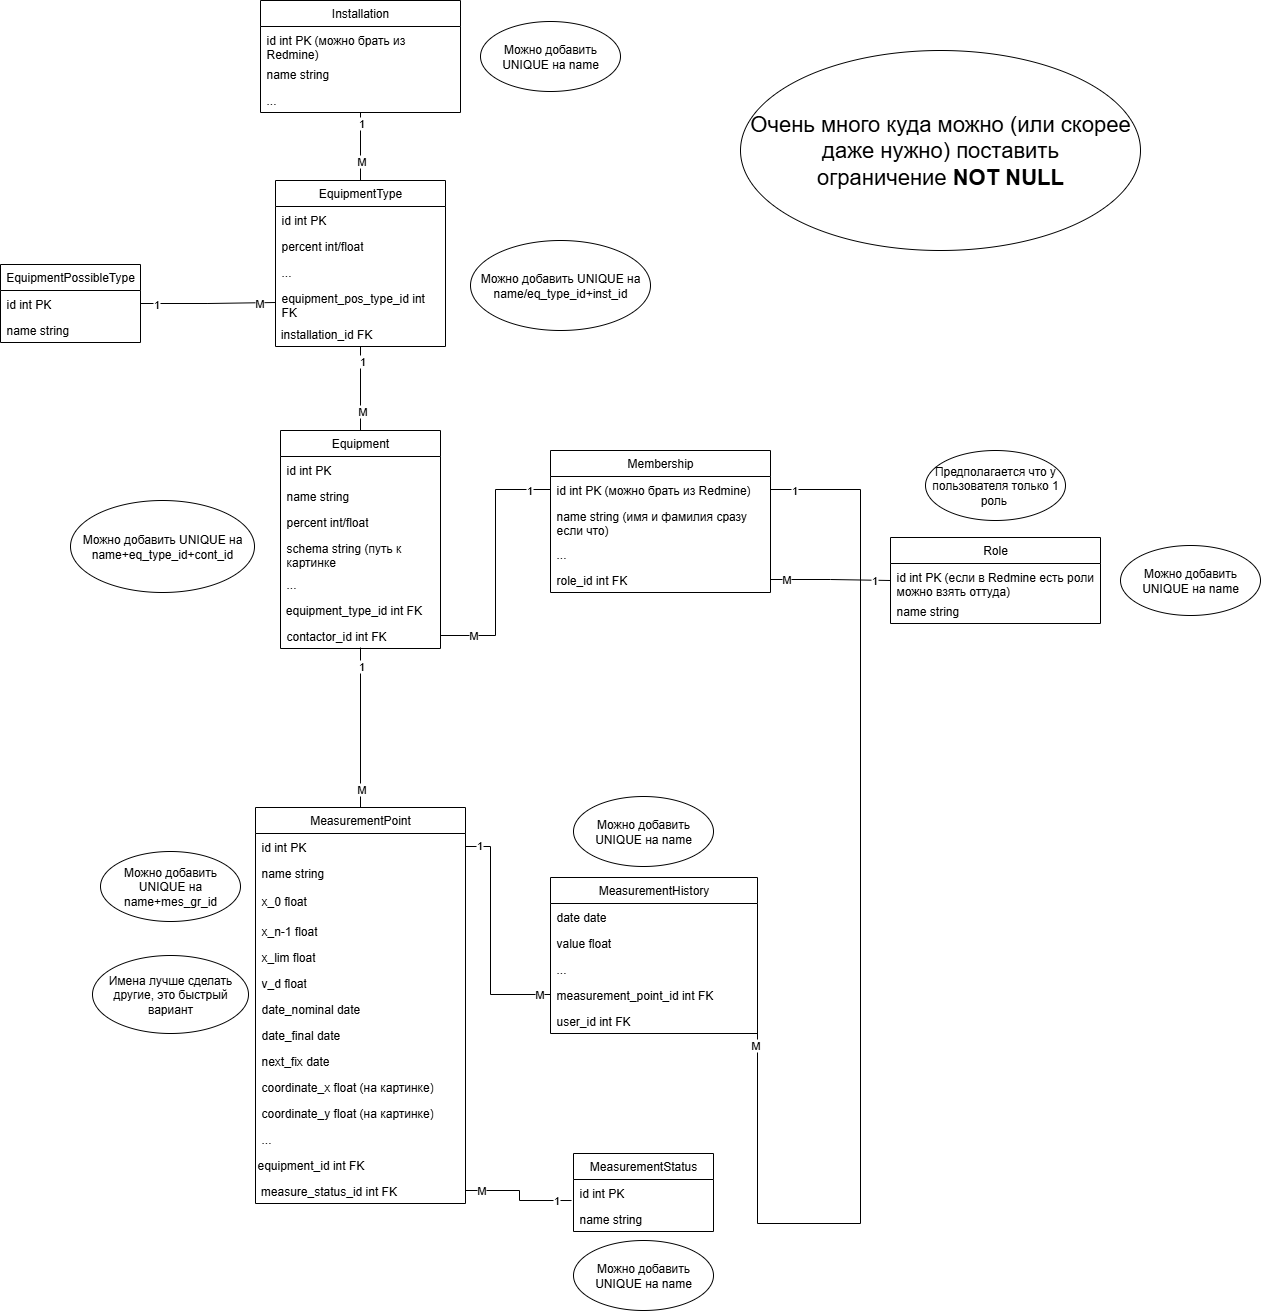 Installation
id int PK (можно брать из
Redmine)
name string
...
Можно добавить
UNIQUE на name
Очень много куда можно (или скорее
даже нужно) поставить
ограничение NOT NULL
1
M
EquipmentType
id int PK
percent int/float
...
equipment_pos_type_id int
FK
installation_id FK
EquipmentPossibleType
id int PK
name string
1
M
Можно добавить UNIQUE на
name/eq_type_id+inst_id
1
M
Equipment
id int PK
name string
percent int/float
schema string (путь к
картинке
...
equipment_type_id int FK
contactor_id int FK
Можно добавить UNIQUE на
name+eq_type_id+cont_id
M
1
Membership
id int PK (можно брать из Redmine)
name string (имя и фамилия сразу
если что)
...
role_id int FK
1
M
1
Предполагается что у
пользователя только 1
роль
Role
id int PK (если в Redmine есть роли
можно взять оттуда)
name string
Можно добавить
UNIQUE на name
1
M
MeasurementPoint
id int PK
name string
x_0 float
x_n-1 float
x_lim float
v_d float
date_nominal date
date_final date
next_fix date
coordinate_x float (на картинке)
coordinate_y float (на картинке)
...
equipment_id int FK
measure_status_id int FK
Можно добавить
UNIQUE на
name+mes_gr_id
Имена лучше сделать
другие, это быстрый
вариант
1
M
Можно добавить
UNIQUE на name
MeasurementHistory
date date
value float
...
measurement_point_id int FK
user_id int FK
M
M
1
MeasurementStatus
id int PK
name string
Можно добавить
UNIQUE на name